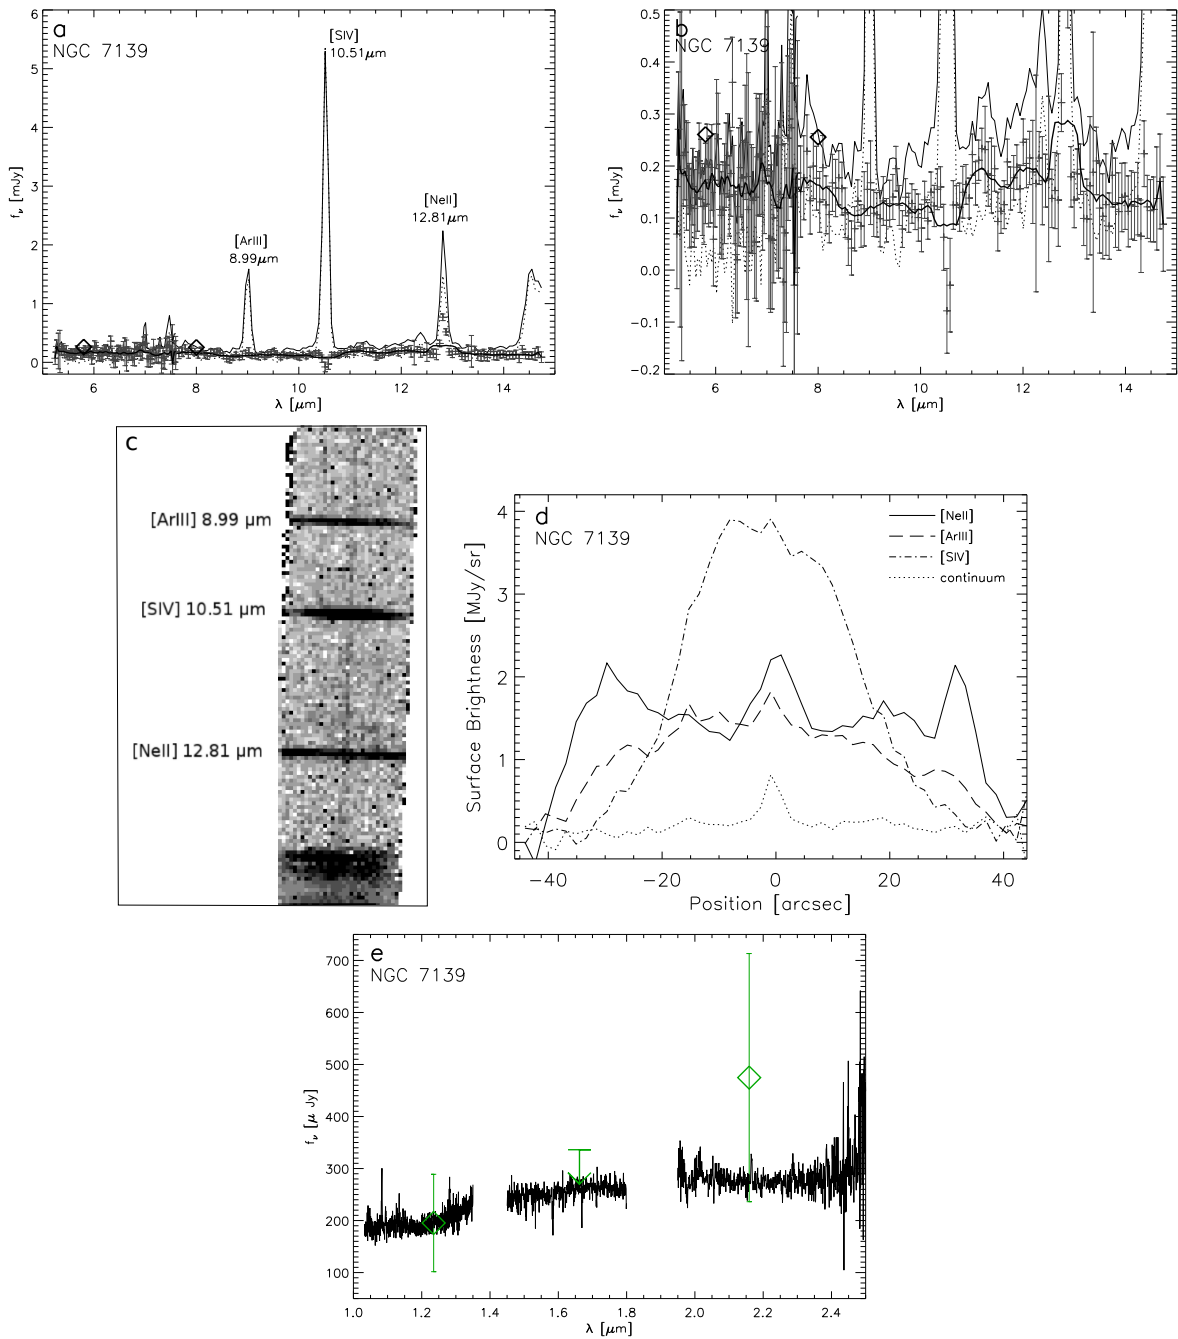 a
NGC 7139
[SIV]
10.51μm
[NeII]
12.81μm
[ArIII]
8.99μm
6
5
4
3
2
1
0
fν [mJy]
6 8 10 12 14
λ [μm]
b
NGC 7139
0.5
0.4
0.3
0.2
0.1
0.0
−0.1
−0.2
fν [mJy]
6 8 10 12 14
λ [μm]
c
[ArIII] 8.99 μm
[SIV] 10.51 μm
[NeII] 12.81 μm
d
NGC 7139
[NeII]
[ArIII]
[SIV]
continuum
4
3
2
1
0
Surface Brightness [MJy/sr]
−40 −20 0 20 40
Position [arcsec]
e
NGC 7139
700
600
500
400
300
200
100
fν [μ Jy]
1.0 1.2 1.4 1.6 1.8 2.0 2.2 2.4
λ [μm]